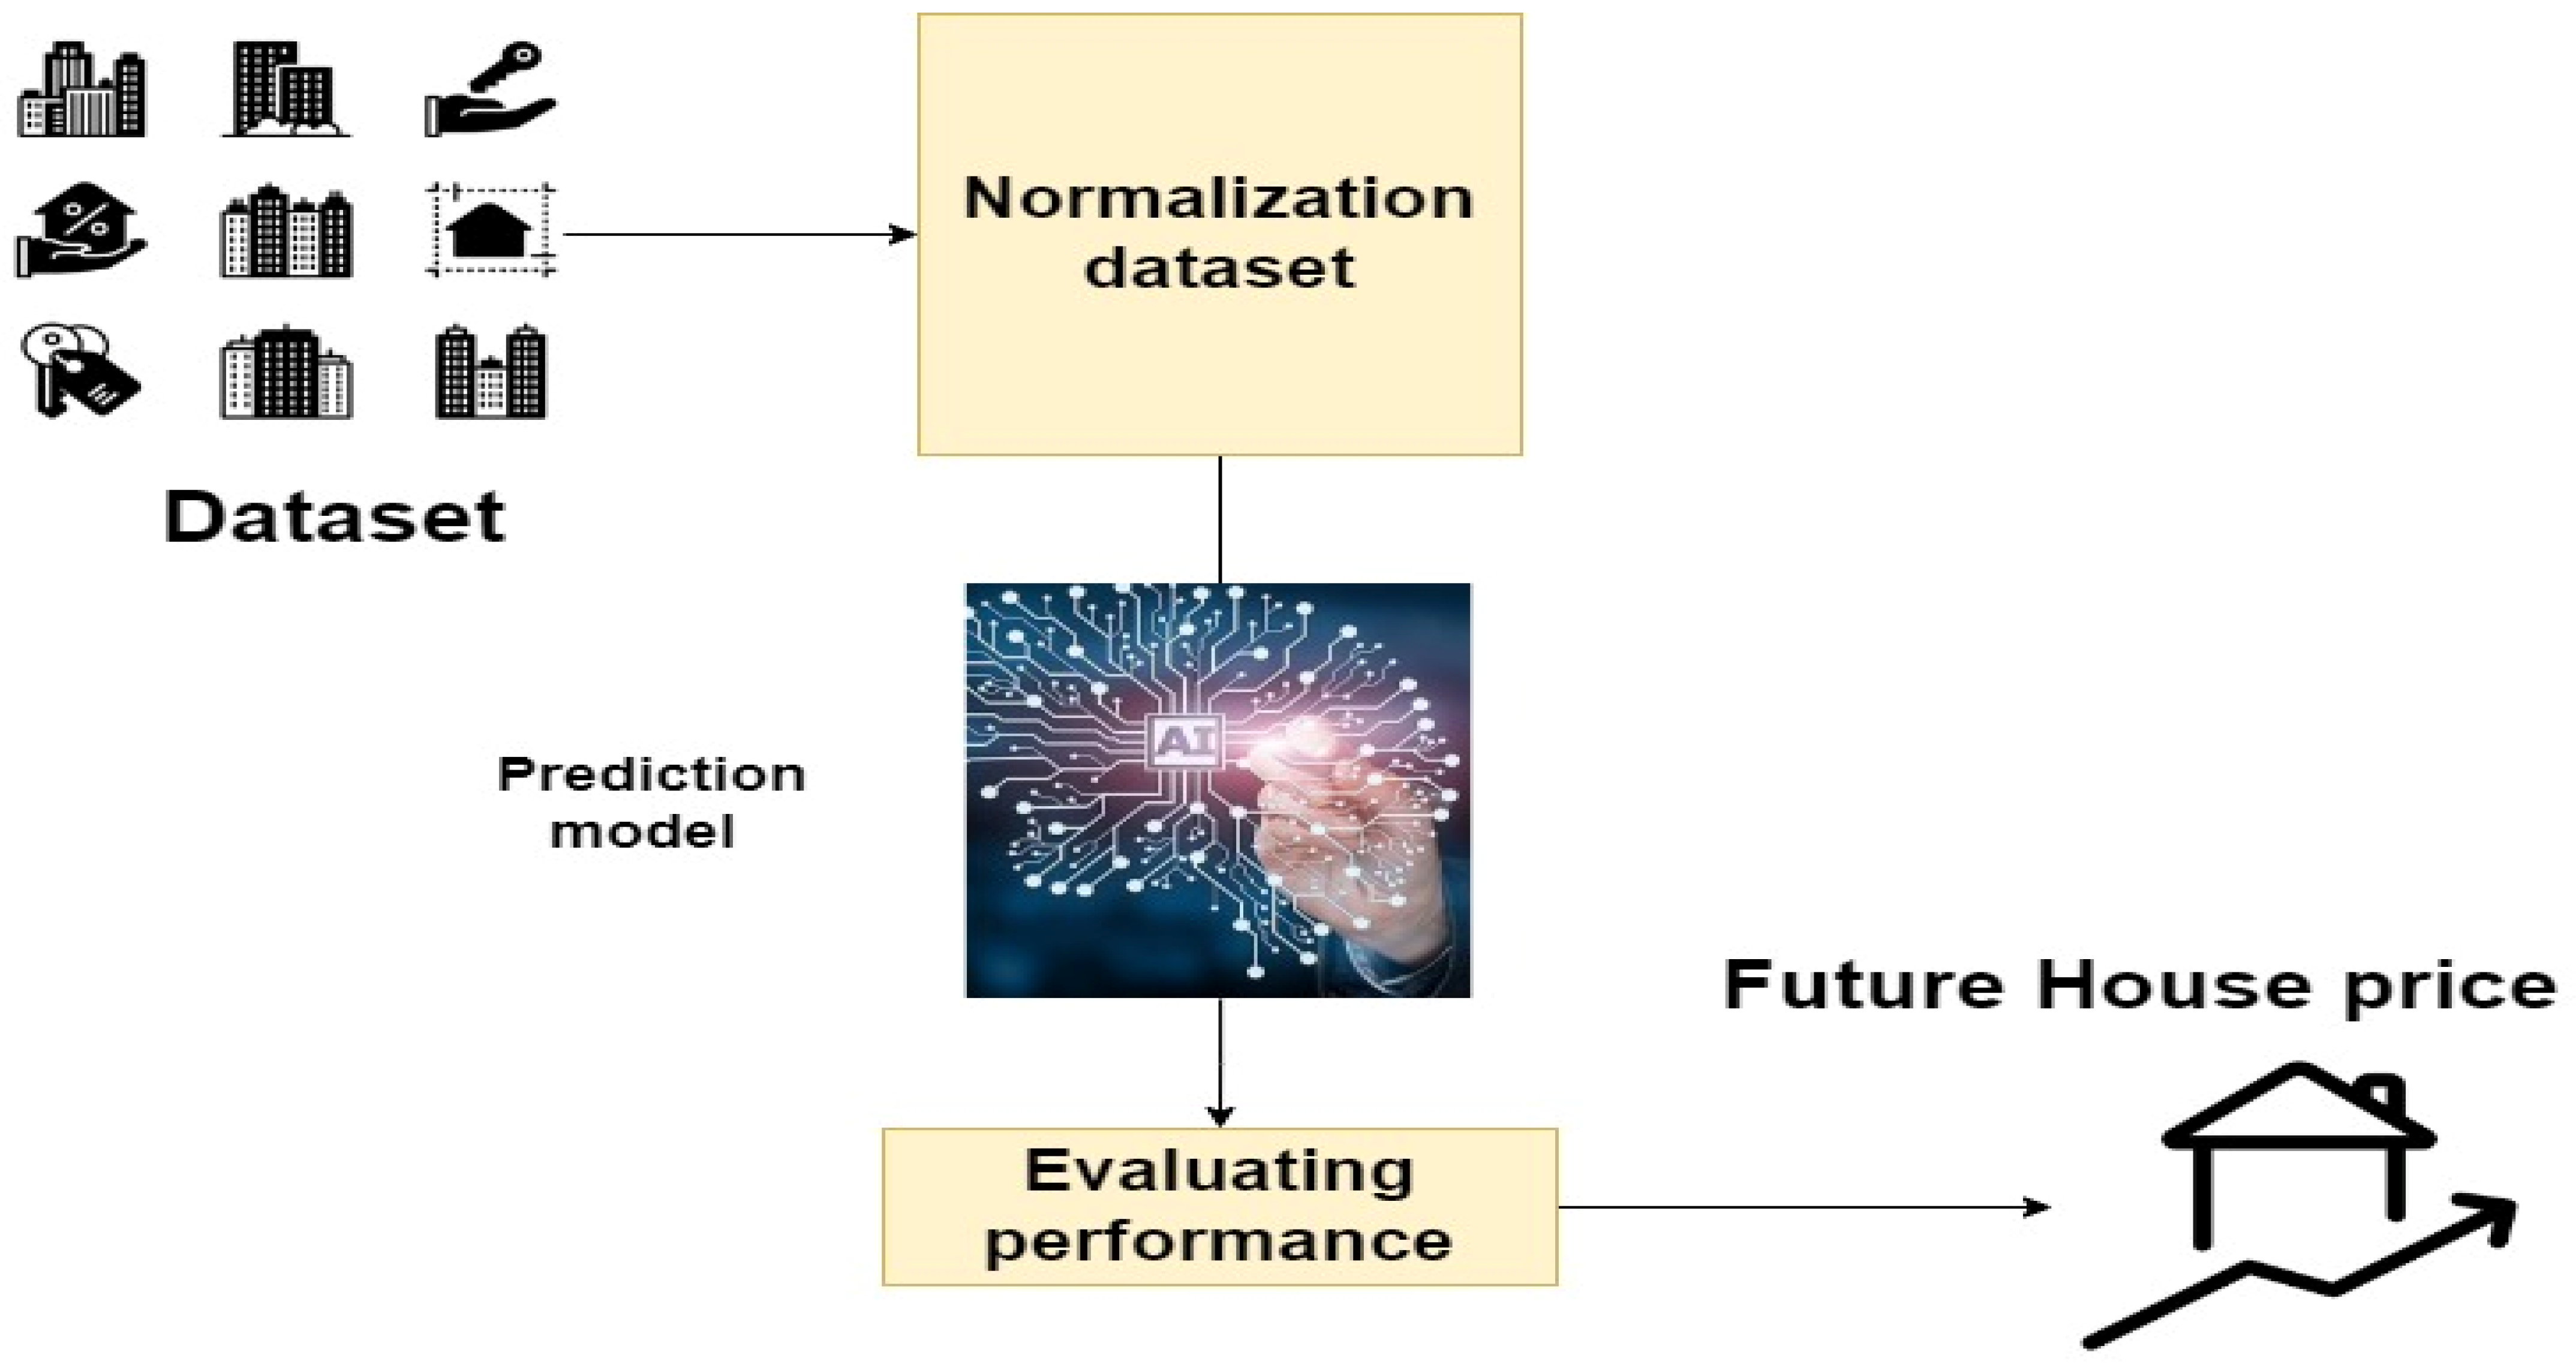 Normalization
dataset
Dataset
AI
Prediction
model
Future House price
Evaluating
performance